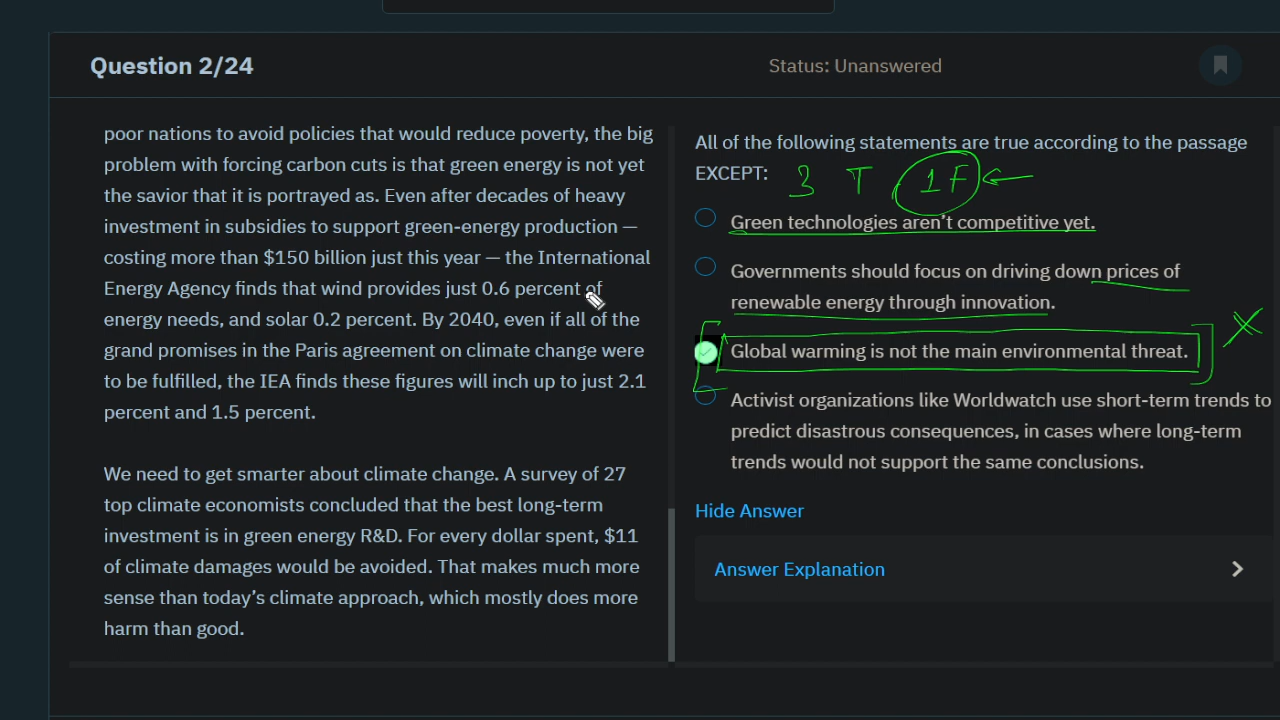 Question 2/24
Status: Unanswered
poor nations to avoid policies that would reduce poverty, the big
problem with forcing carbon cuts is that green energy is not yet
the savior that it is portrayed as. Even after decades of heavy
investment in subsidies to support green-energy production —
costing more than $150 billion just this year — the International
Energy Agency finds that wind provides just 0.6 percent of
energy needs, and solar 0.2 percent. By 2040, even if all of the
grand promises in the Paris agreement on climate change were
to be fulfilled, the IEA finds these figures will inch up to just 2.1
percent and 1.5 percent.
We need to get smarter about climate change. A survey of 27
top climate economists concluded that the best long-term
investment is in green energy R&D. For every dollar spent, $11
of climate damages would be avoided. That makes much more
sense than today’s climate approach, which mostly does more
harm than good.
All of the following statements are true according to the passage
EXCEPT:
3 T 1F
Green technologies aren’t competitive yet.
Governments should focus on driving down prices of
renewable energy through innovation.
Global warming is not the main environmental threat.
Activist organizations like Worldwatch use short-term trends to
predict disastrous consequences, in cases where long-term
trends would not support the same conclusions.
Hide Answer
Answer Explanation